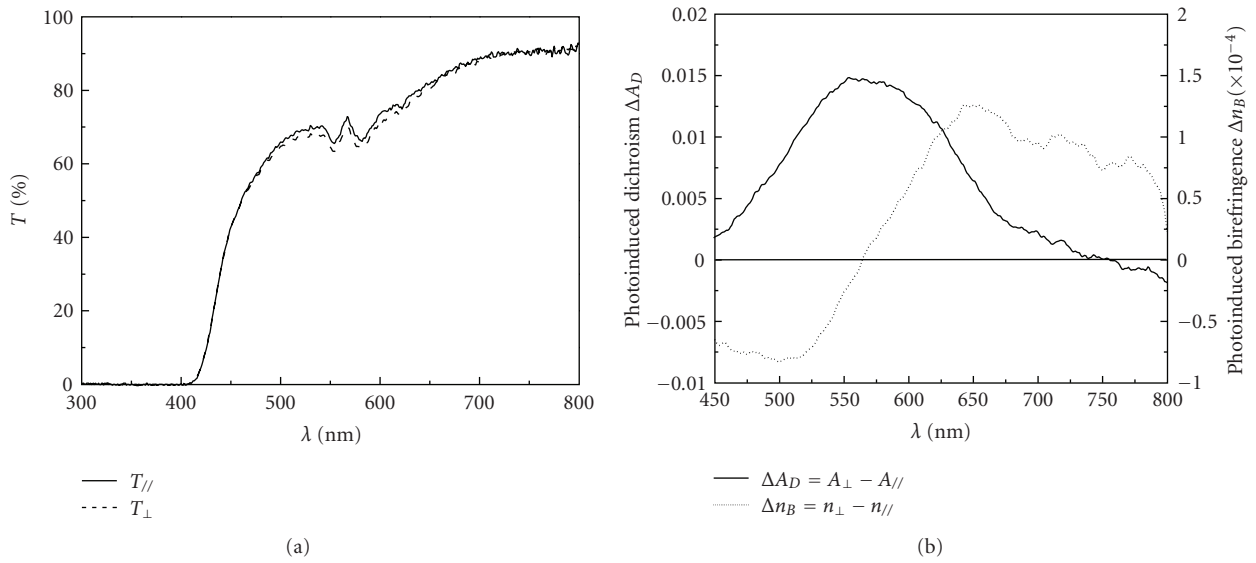 100
80
60
40
20
0
T (%)
300 400 500 600 700 800
λ (nm)
T//
T⊥
(a)
0.02
0.015
0.01
0.005
0
−0.005
−0.01
Photoinduced dichroism ΔA_D
2
1.5
1
0.5
0
−0.5
−1
Photoinduced birefringence Δn_B (×10⁻⁴)
450 500 550 600 650 700 750 800
λ (nm)
ΔA_D = A⊥ − A//
Δn_B = n⊥ − n//
(b)